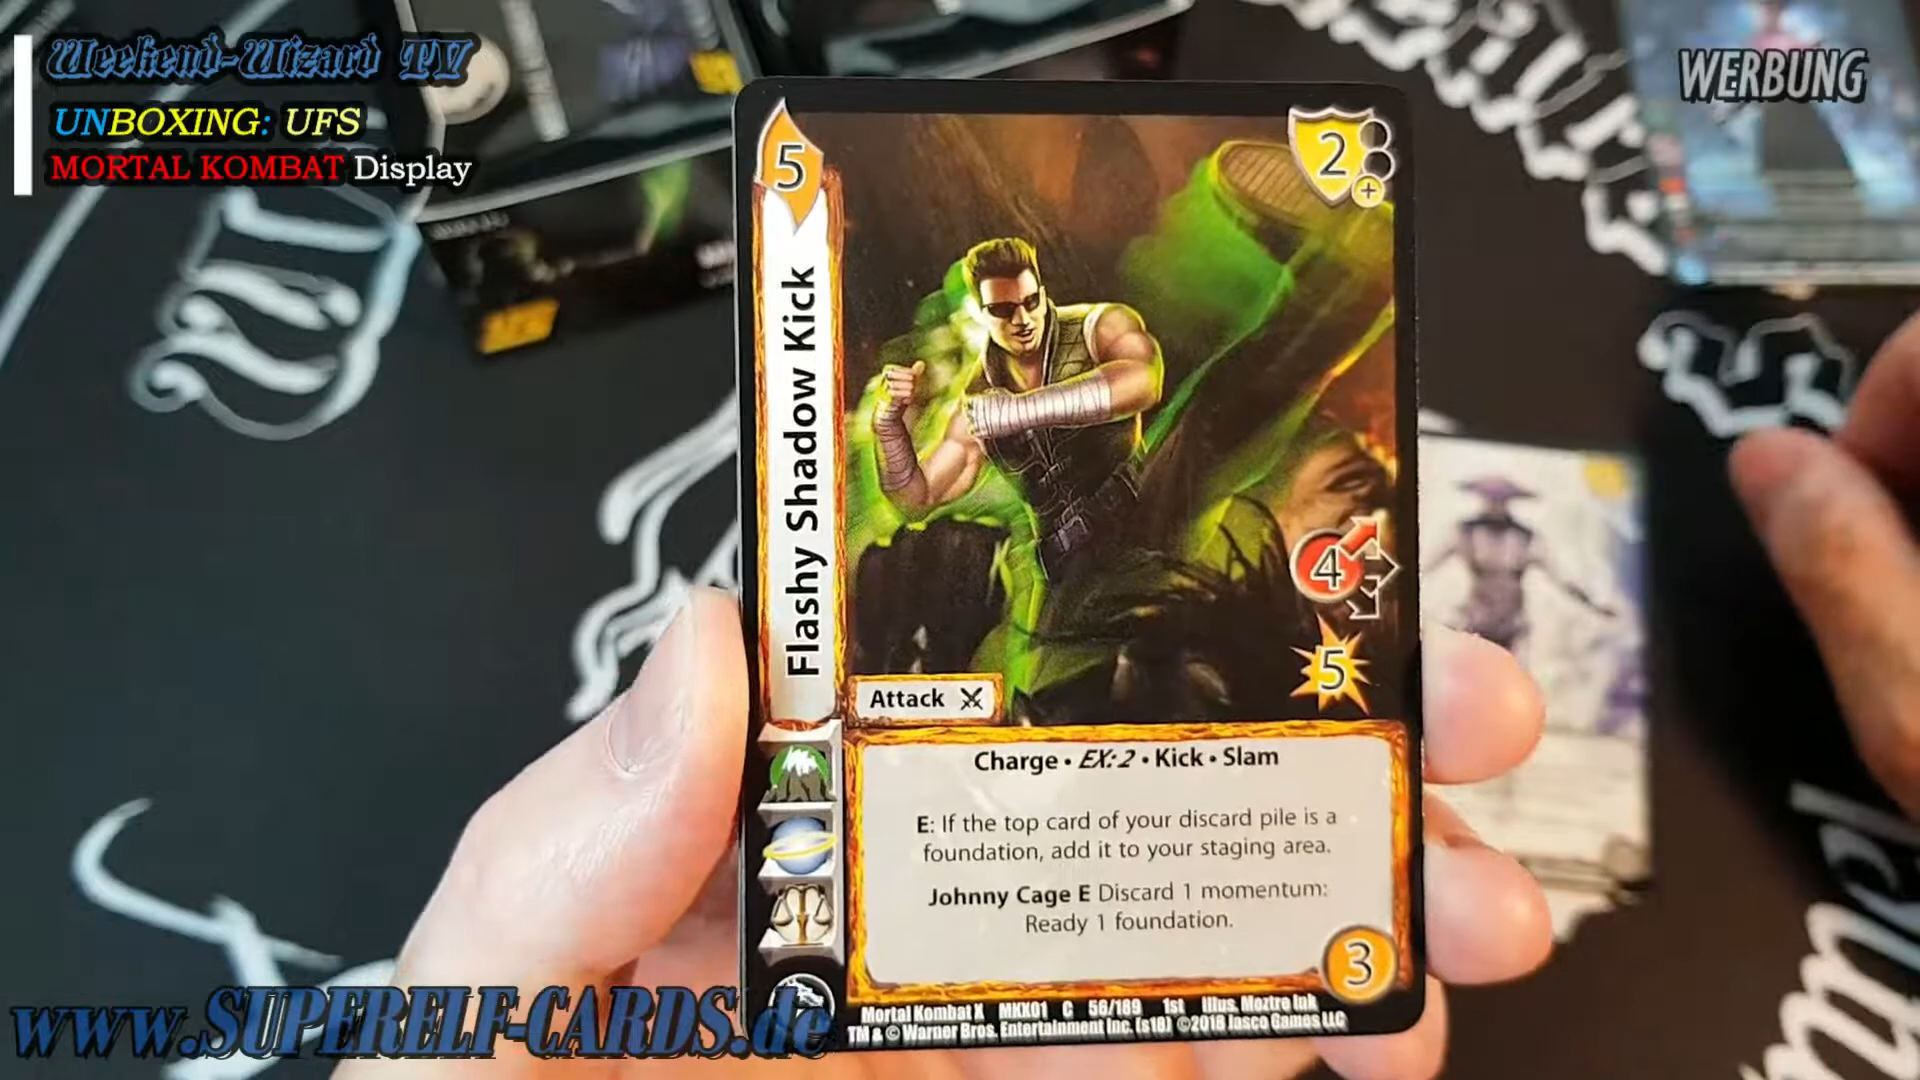 Weekend-Wizard TV
UNBOXING: UFS
MORTAL KOMBAT Display
WERBUNG
5
2
+
Flashy Shadow Kick
4
5
Attack
Charge • EX:2 • Kick • Slam
E: If the top card of your discard pile is a
foundation, add it to your staging area.
Johnny Cage E Discard 1 momentum:
Ready 1 foundation.
3
Mortal Kombat X MKX01 C 56/189 1st Illus. Moztro Ink
TM & © Warner Bros. Entertainment Inc. (s18) ©2018 Jasco Games LLC
www.SUPERELF-CARDS.de
UFS